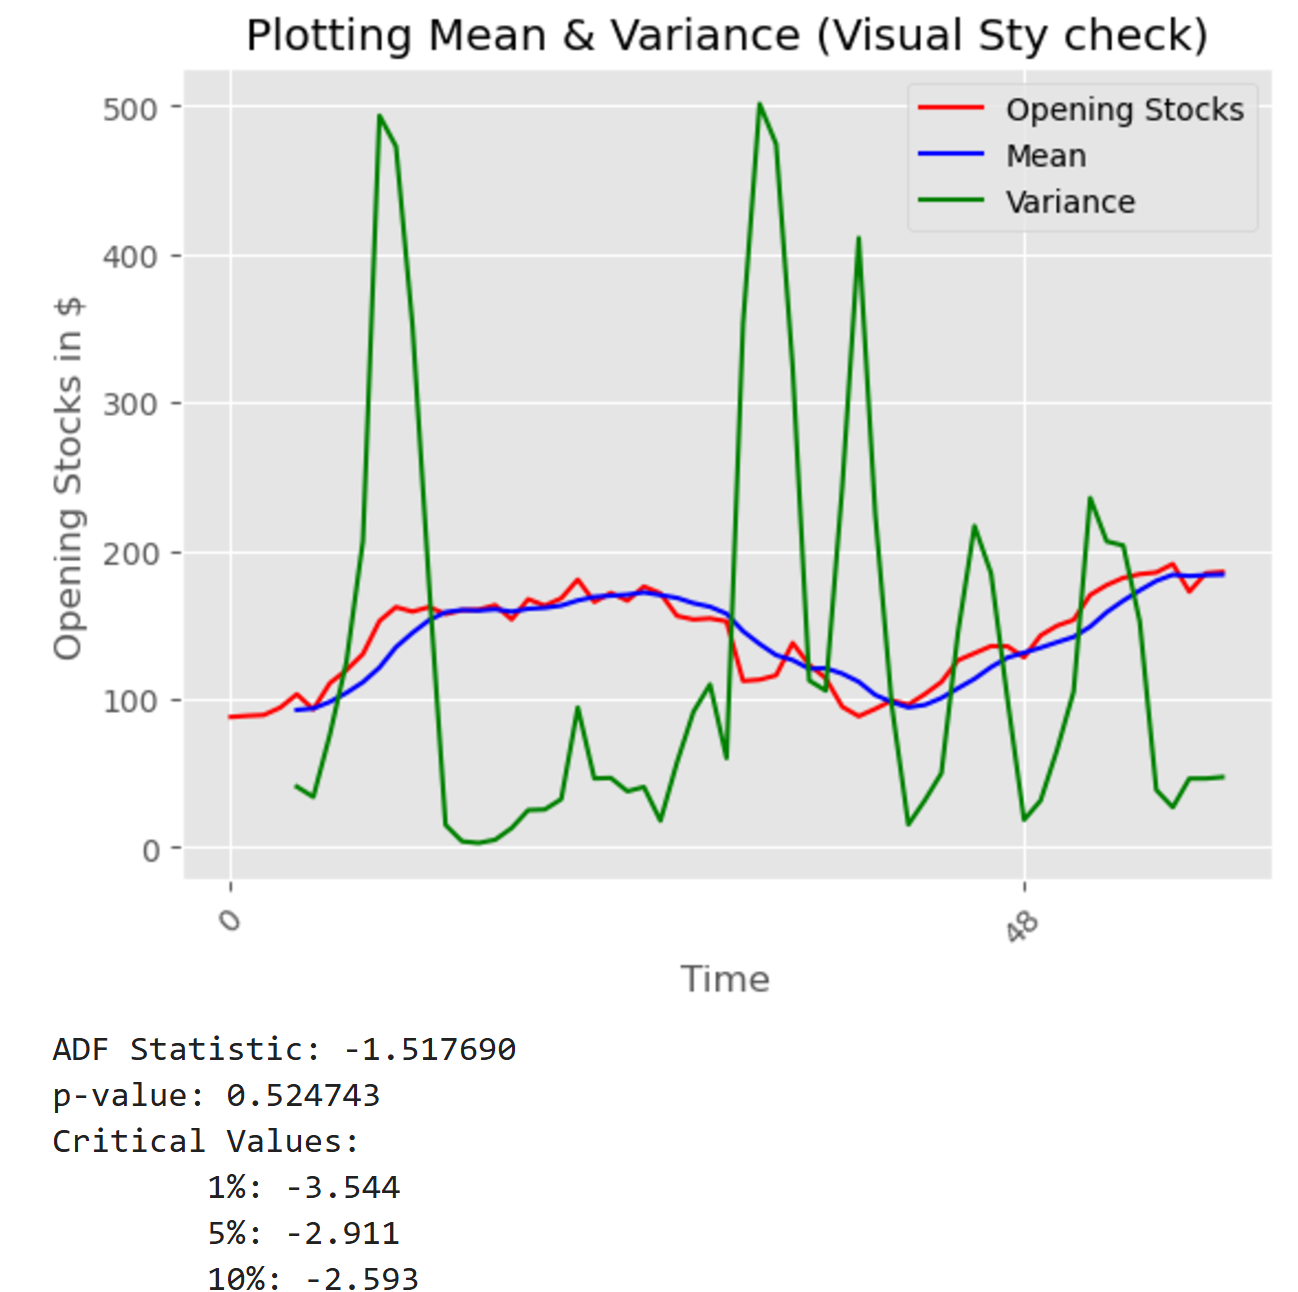 Plotting Mean & Variance (Visual Sty check)
Opening Stocks
Mean
Variance
Opening Stocks in $
500
400
300
200
100
0
0
48
Time
ADF Statistic: -1.517690
p-value: 0.524743
Critical Values:
1%: -3.544
5%: -2.911
10%: -2.593